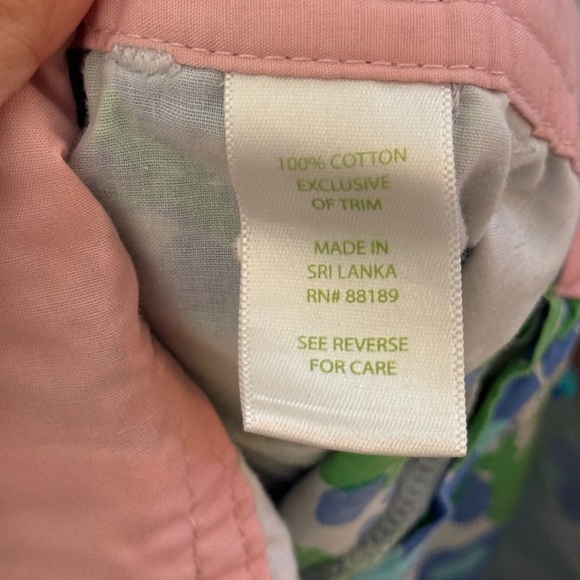 100% COTTON
EXCLUSIVE
OF TRIM
MADE IN
SRI LANKA
RN# 88189
SEE REVERSE
FOR CARE